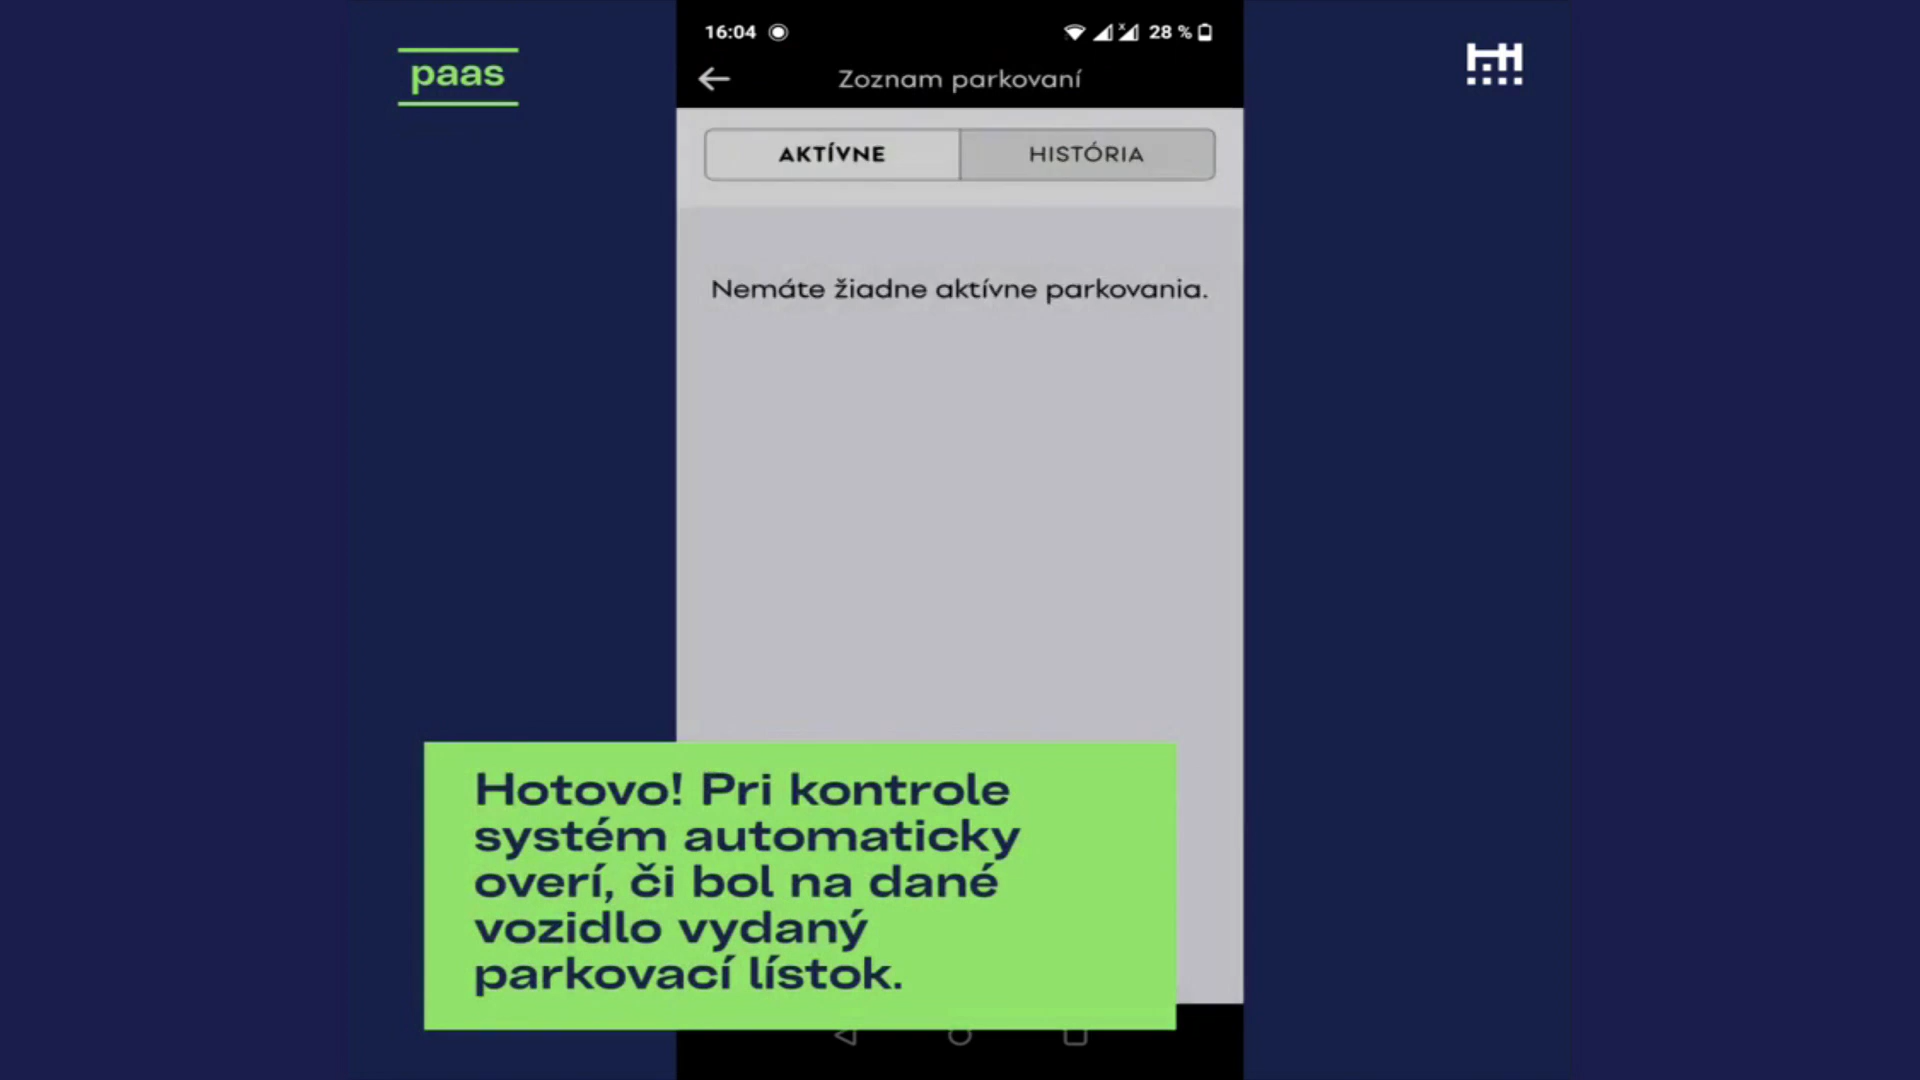 paas
16:04
28 %
Zoznam parkovaní
AKTÍVNE
HISTÓRIA
Nemáte žiadne aktívne parkovania.
Hotovo! Pri kontrole
systém automaticky
overí, či bol na dané
vozidlo vydaný
parkovací lístok.